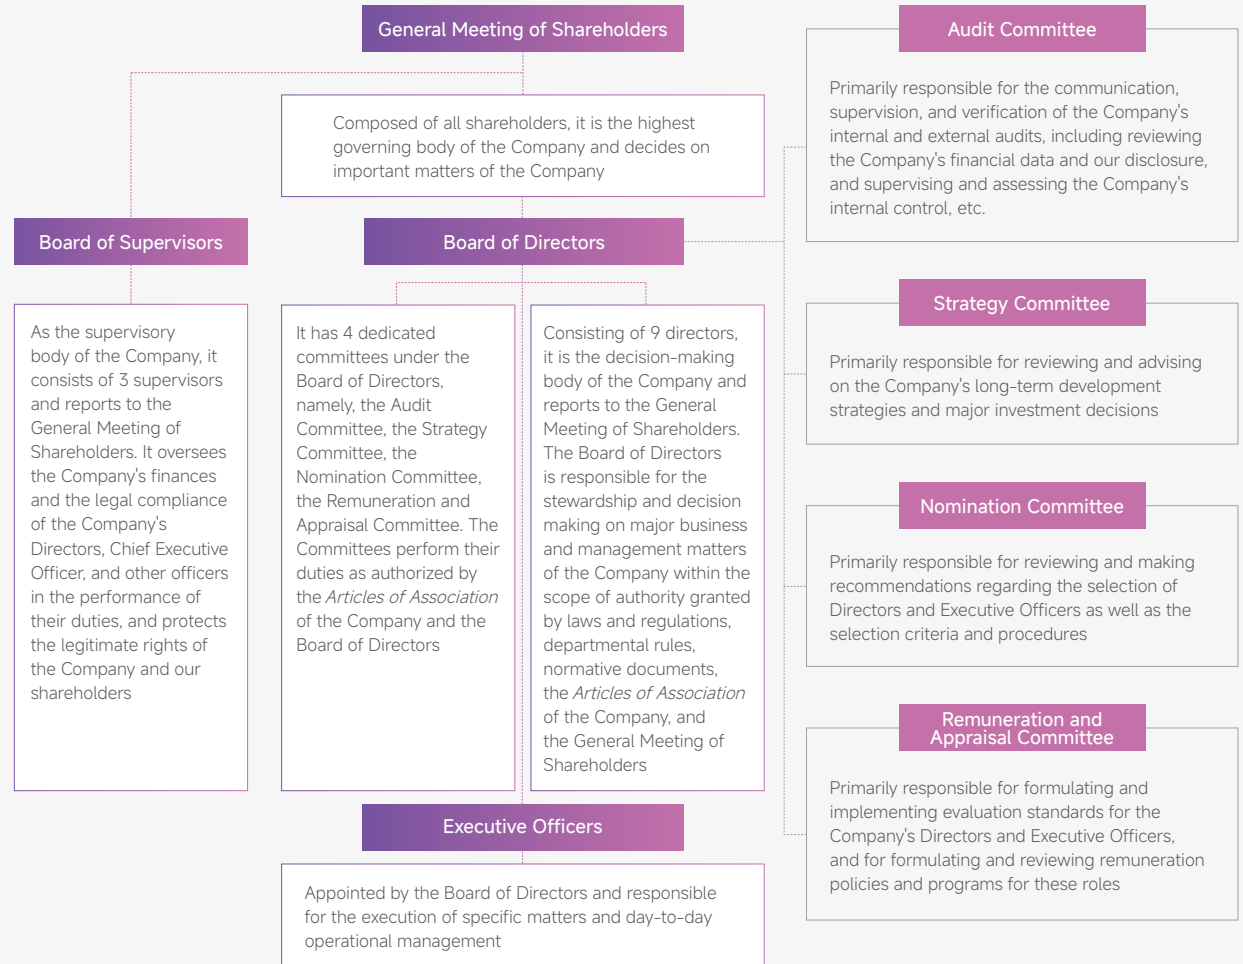 General Meeting of Shareholders
Composed of all shareholders, it is the highest
governing body of the Company and decides on
important matters of the Company
Board of Supervisors
As the supervisory
body of the Company, it
consists of 3 supervisors
and reports to the
General Meeting of
Shareholders. It oversees
the Company's finances
and the legal compliance
of the Company's
Directors, Chief Executive
Officer, and other officers
in the performance of
their duties, and protects
the legitimate rights of
the Company and our
shareholders
Board of Directors
It has 4 dedicated
committees under the
Board of Directors,
namely, the Audit
Committee, the Strategy
Committee, the
Nomination Committee,
the Remuneration and
Appraisal Committee. The
Committees perform their
duties as authorized by
the Articles of Association
of the Company and the
Board of Directors
Consisting of 9 directors,
it is the decision-making
body of the Company and
reports to the General
Meeting of Shareholders.
The Board of Directors
is responsible for the
stewardship and decision
making on major business
and management matters
of the Company within the
scope of authority granted
by laws and regulations,
departmental rules,
normative documents,
the Articles of Association
of the Company, and
the General Meeting of
Shareholders
Executive Officers
Appointed by the Board of Directors and responsible
for the execution of specific matters and day-to-day
operational management
Audit Committee
Primarily responsible for the communication,
supervision, and verification of the Company's
internal and external audits, including reviewing
the Company's financial data and our disclosure,
and supervising and assessing the Company's
internal control, etc.
Strategy Committee
Primarily responsible for reviewing and advising
on the Company's long-term development
strategies and major investment decisions
Nomination Committee
Primarily responsible for reviewing and making
recommendations regarding the selection of
Directors and Executive Officers as well as the
selection criteria and procedures
Remuneration and
Appraisal Committee
Primarily responsible for formulating and
implementing evaluation standards for the
Company's Directors and Executive Officers,
and for formulating and reviewing remuneration
policies and programs for these roles